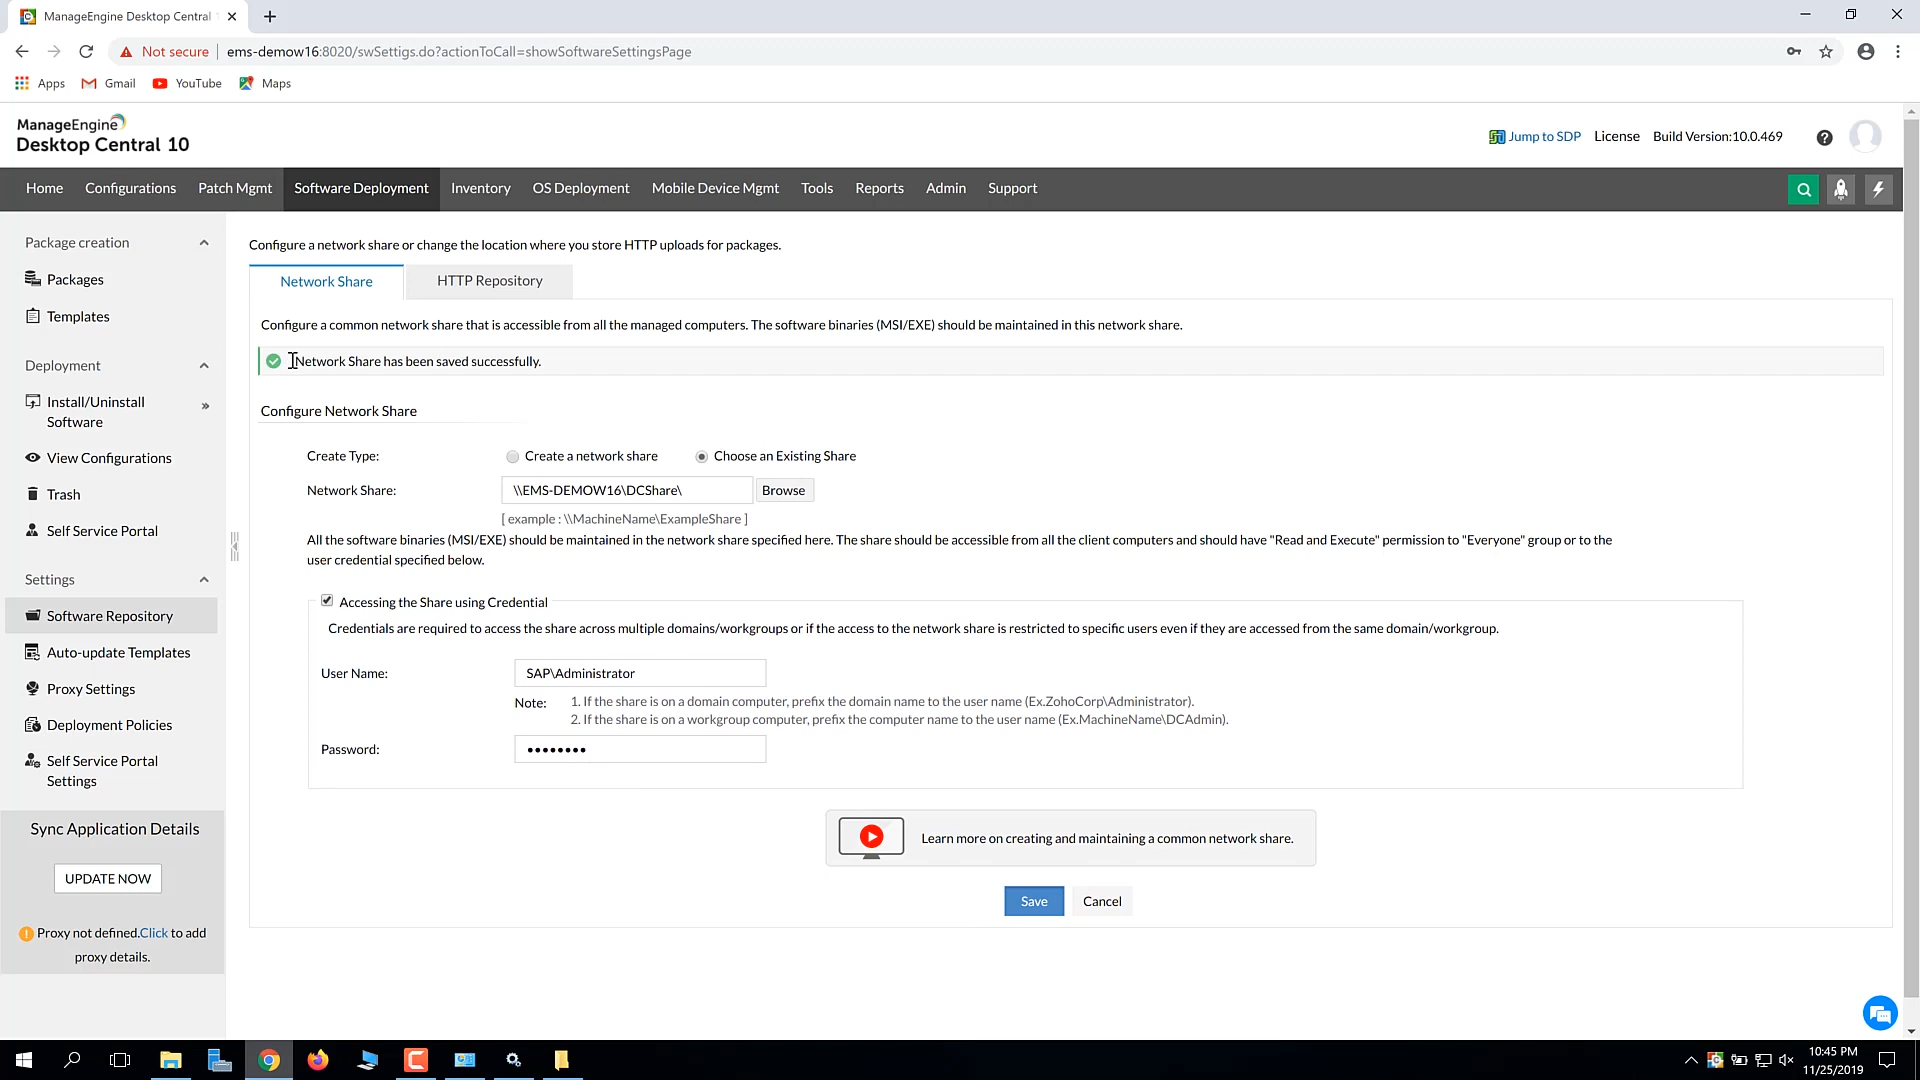 ManageEngine Desktop Central
Not secure
ems-demow16:8020/swSettigs.do?actionToCall=showSoftwareSettingsPage
Apps
Gmail
YouTube
Maps
ManageEngine
Desktop Central 10
Jump to SDP
License
Build Version:10.0.469
Home
Configurations
Patch Mgmt
Software Deployment
Inventory
OS Deployment
Mobile Device Mgmt
Tools
Reports
Admin
Support
Package creation
Packages
Templates
Deployment
Install/Uninstall
Software
View Configurations
Trash
Self Service Portal
Settings
Software Repository
Auto-update Templates
Proxy Settings
Deployment Policies
Self Service Portal
Settings
Sync Application Details
UPDATE NOW
Proxy not defined.Click to add
proxy details.
Configure a network share or change the location where you store HTTP uploads for packages.
Network Share
HTTP Repository
Configure a common network share that is accessible from all the managed computers. The software binaries (MSI/EXE) should be maintained in this network share.
Network Share has been saved successfully.
Configure Network Share
Create Type:
Create a network share
Choose an Existing Share
Network Share:
\\EMS-DEMOW16\DCShare\
Browse
[ example : \\MachineName\ExampleShare ]
All the software binaries (MSI/EXE) should be maintained in the network share specified here. The share should be accessible from all the client computers and should have "Read and Execute" permission to "Everyone" group or to the
user credential specified below.
Accessing the Share using Credential
Credentials are required to access the share across multiple domains/workgroups or if the access to the network share is restricted to specific users even if they are accessed from the same domain/workgroup.
User Name:
SAP\Administrator
Note:
1. If the share is on a domain computer, prefix the domain name to the user name (Ex.ZohoCorp\Administrator).
2. If the share is on a workgroup computer, prefix the computer name to the user name (Ex.MachineName\DCAdmin).
Password:
••••••••
Learn more on creating and maintaining a common network share.
Save
Cancel
10:45 PM
11/25/2019